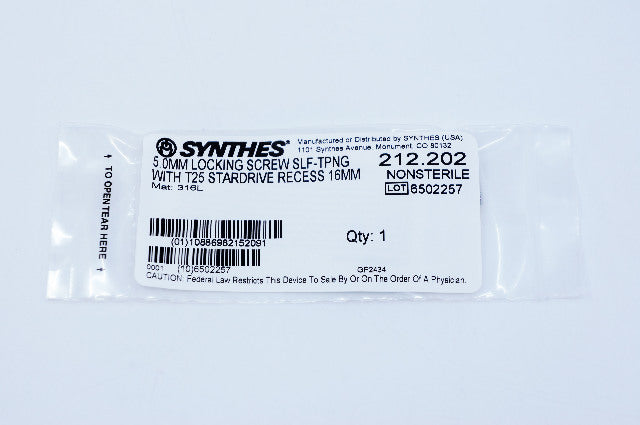 SYNTHES®
Manufactured or Distributed by SYNTHES (USA)
1101 Synthes Avenue, Monument, CO 80132
5.0MM LOCKING SCREW SLF-TPNG
WITH T25 STARDRIVE RECESS 16MM
Mat: 316L
212.202
NONSTERILE
LOT 6502257
(01)10886982152091
Qty: 1
0001 (10)6502257
GP2434
CAUTION: Federal Law Restricts This Device To Sale By Or On The Order Of A Physician.
↑ TO OPEN TEAR HERE ↑